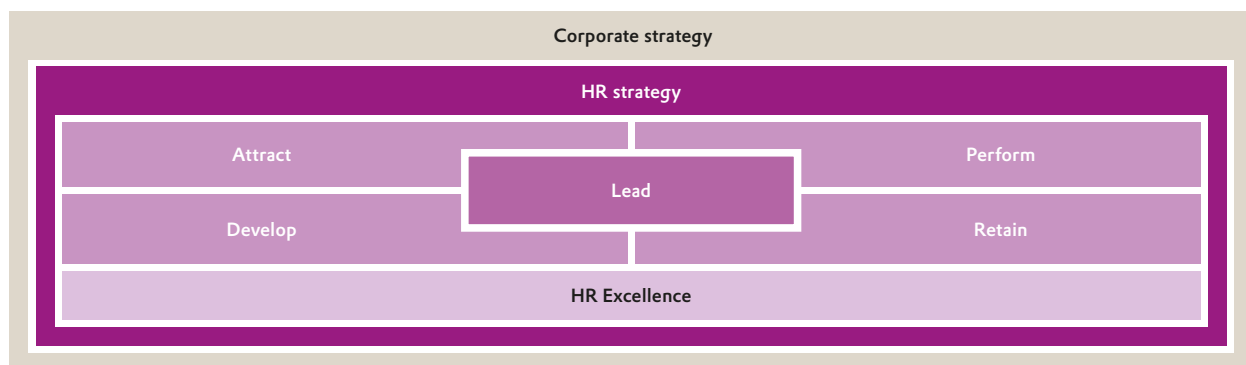 Corporate strategy
HR strategy
Attract
Perform
Lead
Develop
Retain
HR Excellence